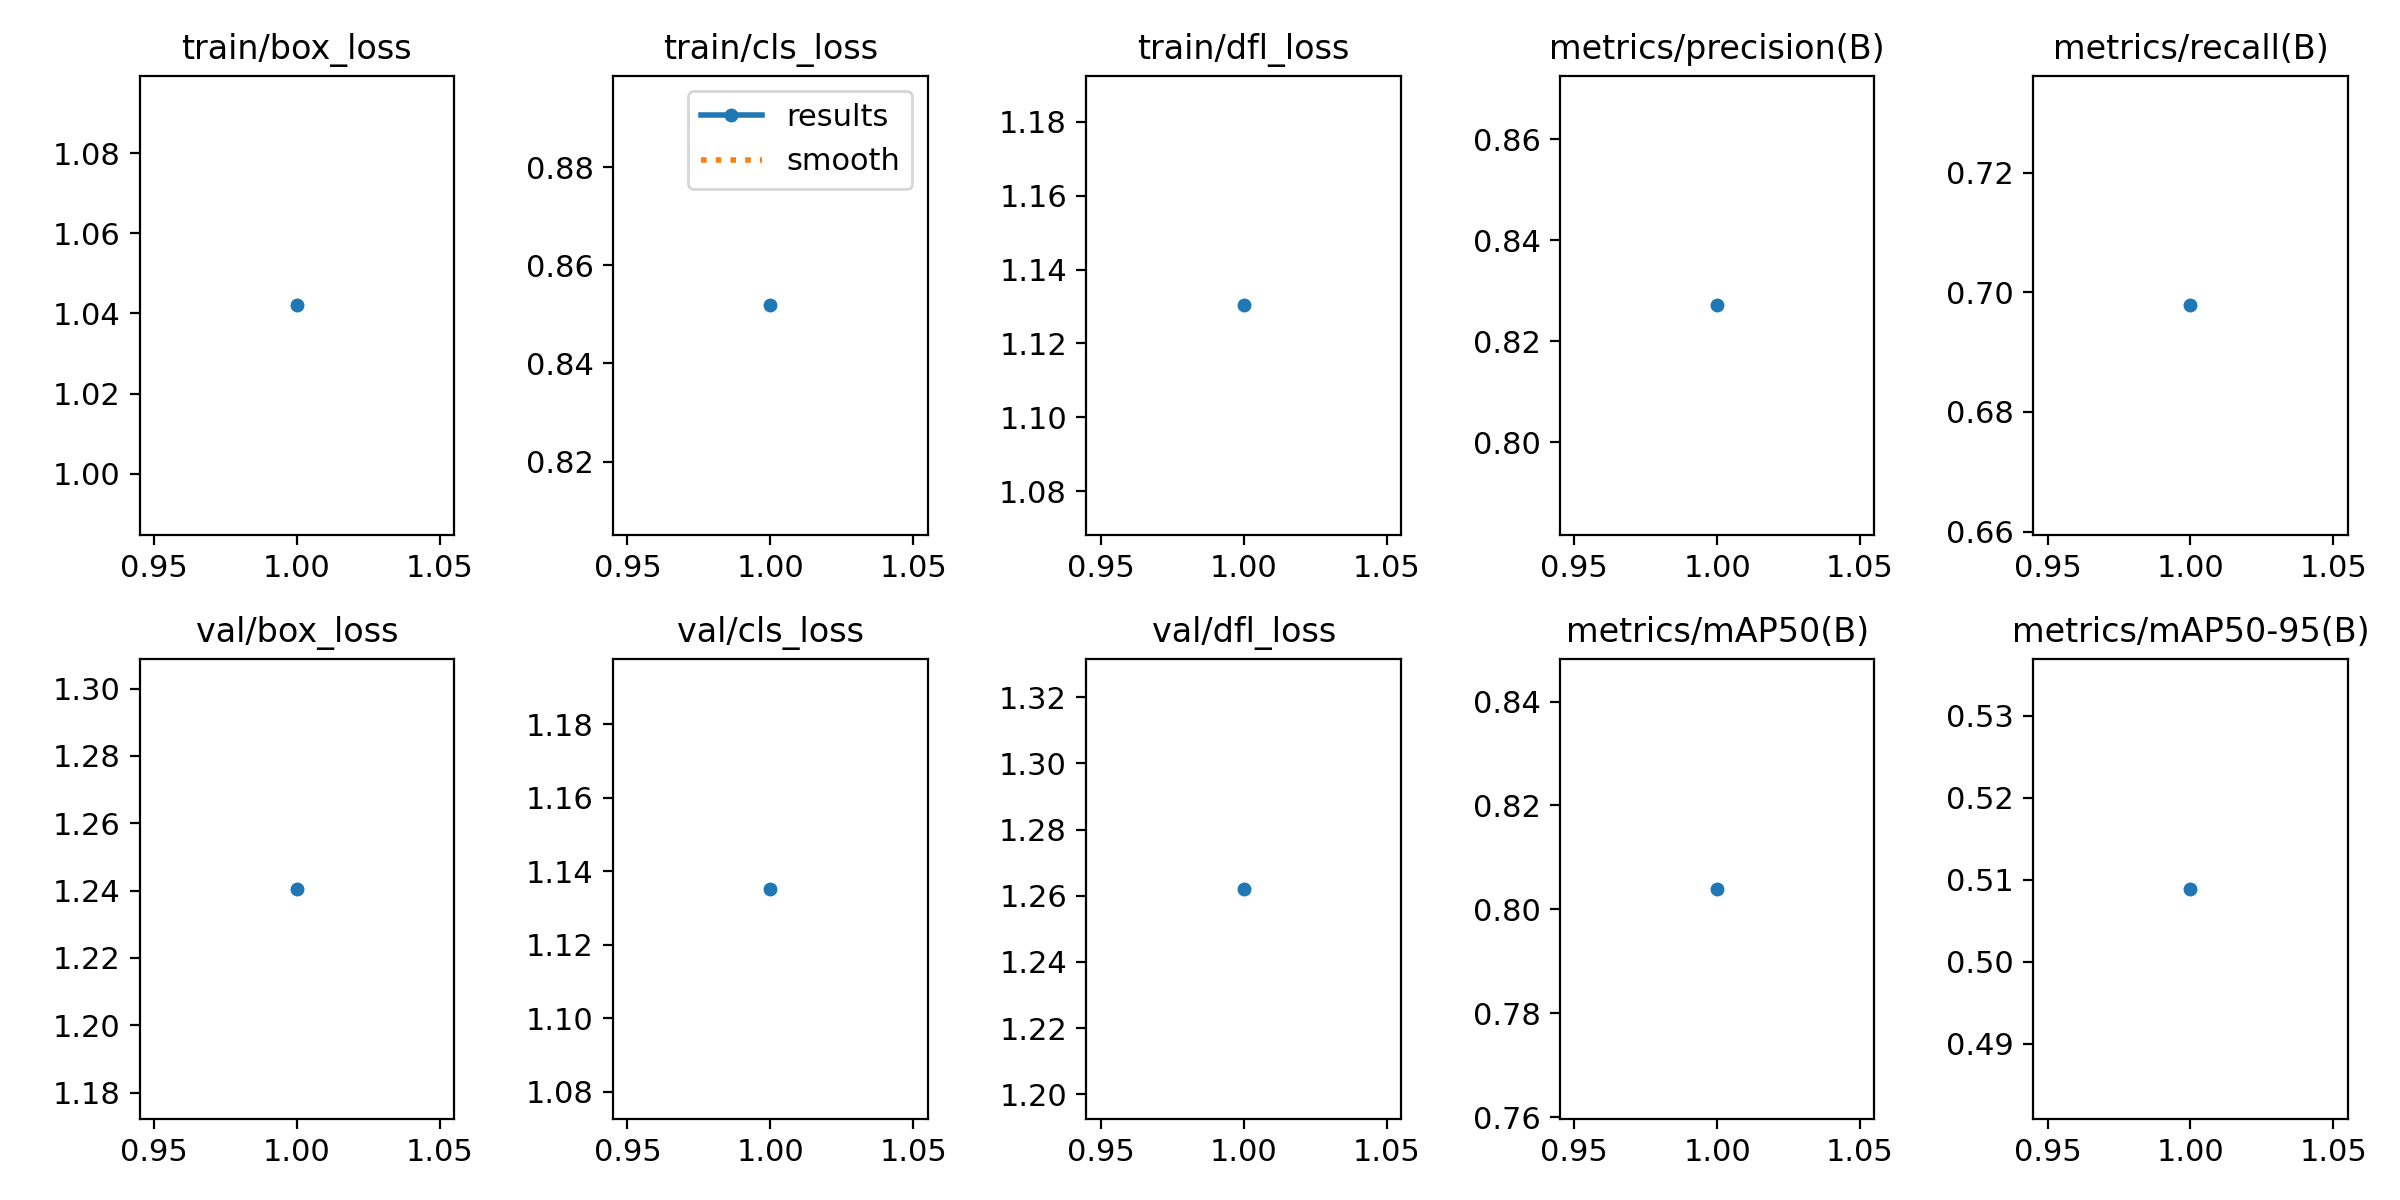 train/box_loss
1.08
1.06
1.04
1.02
1.00
0.95 1.00 1.05
train/cls_loss
results
smooth
0.88
0.86
0.84
0.82
0.95 1.00 1.05
train/dfl_loss
1.18
1.16
1.14
1.12
1.10
1.08
0.95 1.00 1.05
metrics/precision(B)
0.86
0.84
0.82
0.80
0.95 1.00 1.05
metrics/recall(B)
0.72
0.70
0.68
0.66
0.95 1.00 1.05
val/box_loss
1.30
1.28
1.26
1.24
1.22
1.20
1.18
0.95 1.00 1.05
val/cls_loss
1.18
1.16
1.14
1.12
1.10
1.08
0.95 1.00 1.05
val/dfl_loss
1.32
1.30
1.28
1.26
1.24
1.22
1.20
0.95 1.00 1.05
metrics/mAP50(B)
0.84
0.82
0.80
0.78
0.76
0.95 1.00 1.05
metrics/mAP50-95(B)
0.53
0.52
0.51
0.50
0.49
0.95 1.00 1.05